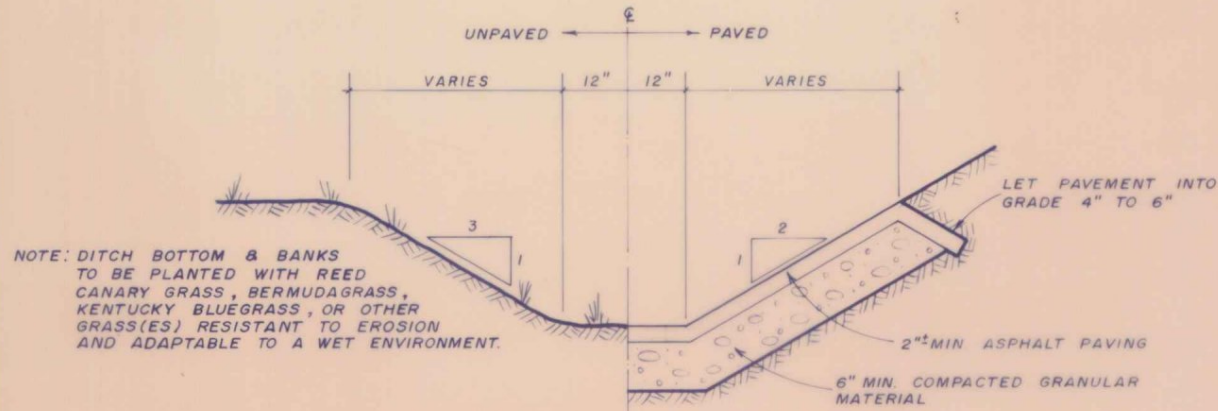 ℄
UNPAVED PAVED
VARIES 12" 12" VARIES
3
1
2
1
LET PAVEMENT INTO
GRADE 4" TO 6"
NOTE: DITCH BOTTOM & BANKS
TO BE PLANTED WITH REED
CANARY GRASS, BERMUDAGRASS,
KENTUCKY BLUEGRASS, OR OTHER
GRASS(ES) RESISTANT TO EROSION
AND ADAPTABLE TO A WET ENVIRONMENT.
2"± MIN. ASPHALT PAVING
6" MIN. COMPACTED GRANULAR
MATERIAL